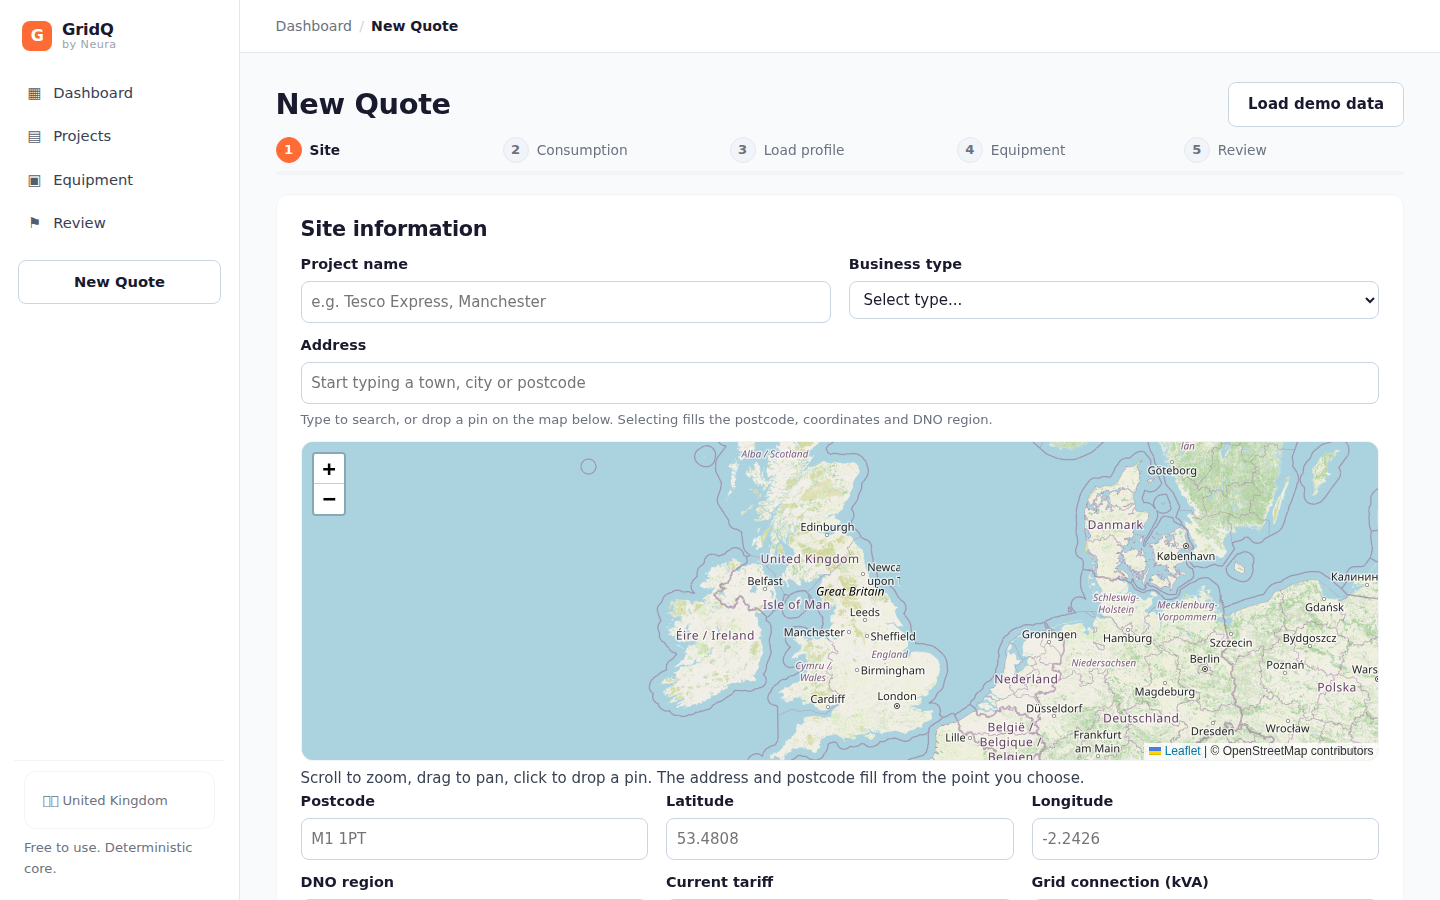 G
GridQ
by Neura
Dashboard
Projects
Equipment
Review
New Quote
United Kingdom
Free to use. Deterministic
core.
Dashboard / New Quote
New Quote
Load demo data
1 Site
2 Consumption
3 Load profile
4 Equipment
5 Review
Site information
Project name
e.g. Tesco Express, Manchester
Business type
Select type...
Address
Start typing a town, city or postcode
Type to search, or drop a pin on the map below. Selecting fills the postcode, coordinates and DNO region.
+
−
Alba / Scotland
Edinburgh
United Kingdom
Newca
upon
Belfast
Great Britain
Isle of Man
Leeds
Éire / Ireland
Manchester
Sheffield
England
Cymru /
Wales
Birmingham
Cardiff
London
län
Göteborg
Danmark
København
Калинин
Schleswig-
Holstein
Mecklenburg-
Vorpommern
Gdańsk
Groningen
Hamburg
Szczecin
Bydgoszcz
Niedersachsen
Berlin
Poznań
Wars
Nederland
Magdeburg
Polska
Düsseldorf
Deutschland
België /
Belgique /
Belgien
Lille
Frankfurt
am Main
Dresden
Wrocław
Leaflet | © OpenStreetMap contributors
Scroll to zoom, drag to pan, click to drop a pin. The address and postcode fill from the point you choose.
Postcode
M1 1PT
Latitude
53.4808
Longitude
-2.2426
DNO region
Current tariff
Grid connection (kVA)